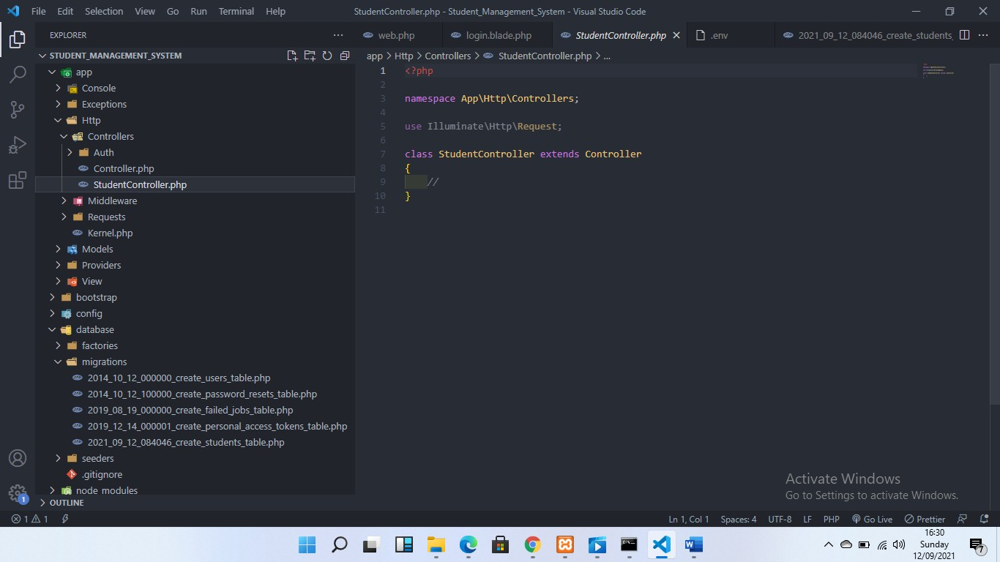 File Edit Selection View Go Run Terminal Help StudentController.php - Student_Management_System - Visual Studio Code
EXPLORER
STUDENT_MANAGEMENT_SYSTEM
app
Console
Exceptions
Http
Controllers
Auth
Controller.php
StudentController.php
Middleware
Requests
Kernel.php
Models
Providers
View
bootstrap
config
database
factories
migrations
2014_10_12_000000_create_users_table.php
2014_10_12_100000_create_password_resets_table.php
2019_08_19_000000_create_failed_jobs_table.php
2019_12_14_000001_create_personal_access_tokens_table.php
2021_09_12_084046_create_students_table.php
seeders
.gitignore
node_modules
OUTLINE
web.php login.blade.php StudentController.php .env 2021_09_12_084046_create_students_
app > Http > Controllers > StudentController.php > ...
1 <?php
2
3 namespace App\Http\Controllers;
4
5 use Illuminate\Http\Request;
6
7 class StudentController extends Controller
8 {
9 //
10 }
11
Activate Windows
Go to Settings to activate Windows.
1
1 1 Ln 1, Col 1 Spaces: 4 UTF-8 LF PHP Go Live Prettier
16:30
Sunday
12/09/2021
7